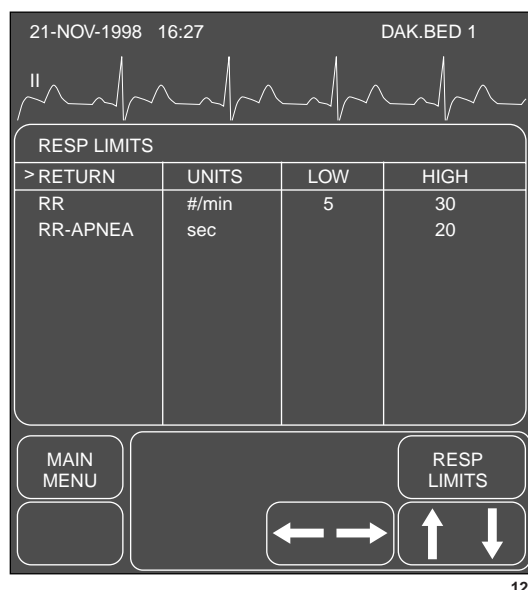 21-NOV-1998 16:27 DAK.BED 1
II
RESP LIMITS
>RETURN UNITS LOW HIGH
RR #/min 5 30
RR-APNEA sec 20
MAIN MENU
RESP LIMITS